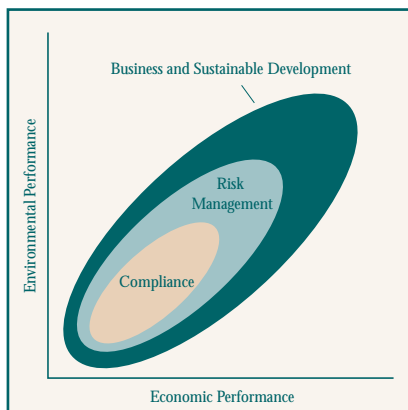 Business and Sustainable Development
Risk
Management
Compliance
Environmental Performance
Economic Performance